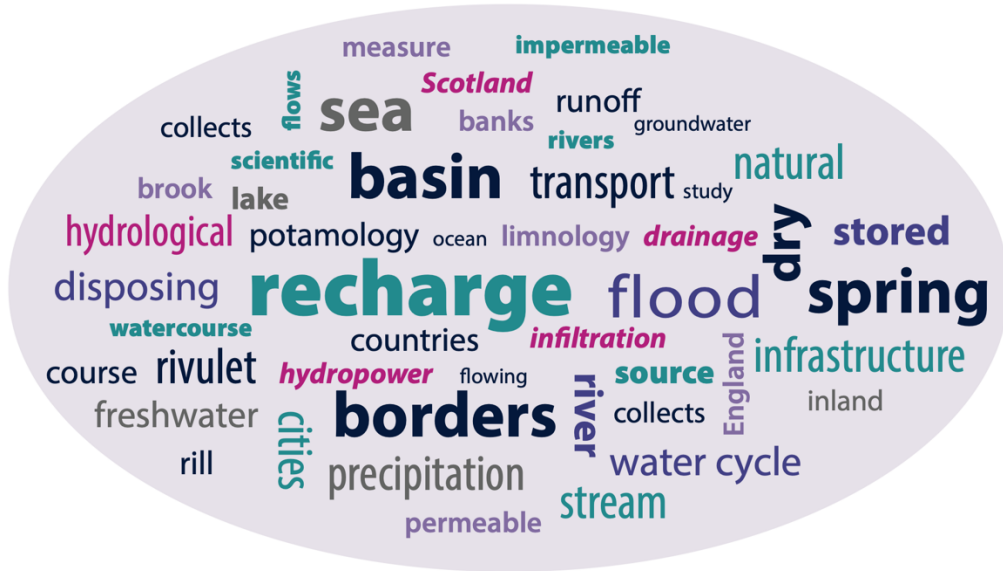 measure
impermeable
Scotland
flows
sea
runoff
collects
banks
groundwater
rivers
scientific
basin
natural
transport
study
brook
lake
hydrological
potamology
ocean
limnology
drainage
dry
stored
disposing
recharge
flood
spring
watercourse
countries
infiltration
England
infrastructure
course
rivulet
hydropower
flowing
river
source
inland
freshwater
cities
borders
collects
rill
precipitation
water cycle
stream
permeable